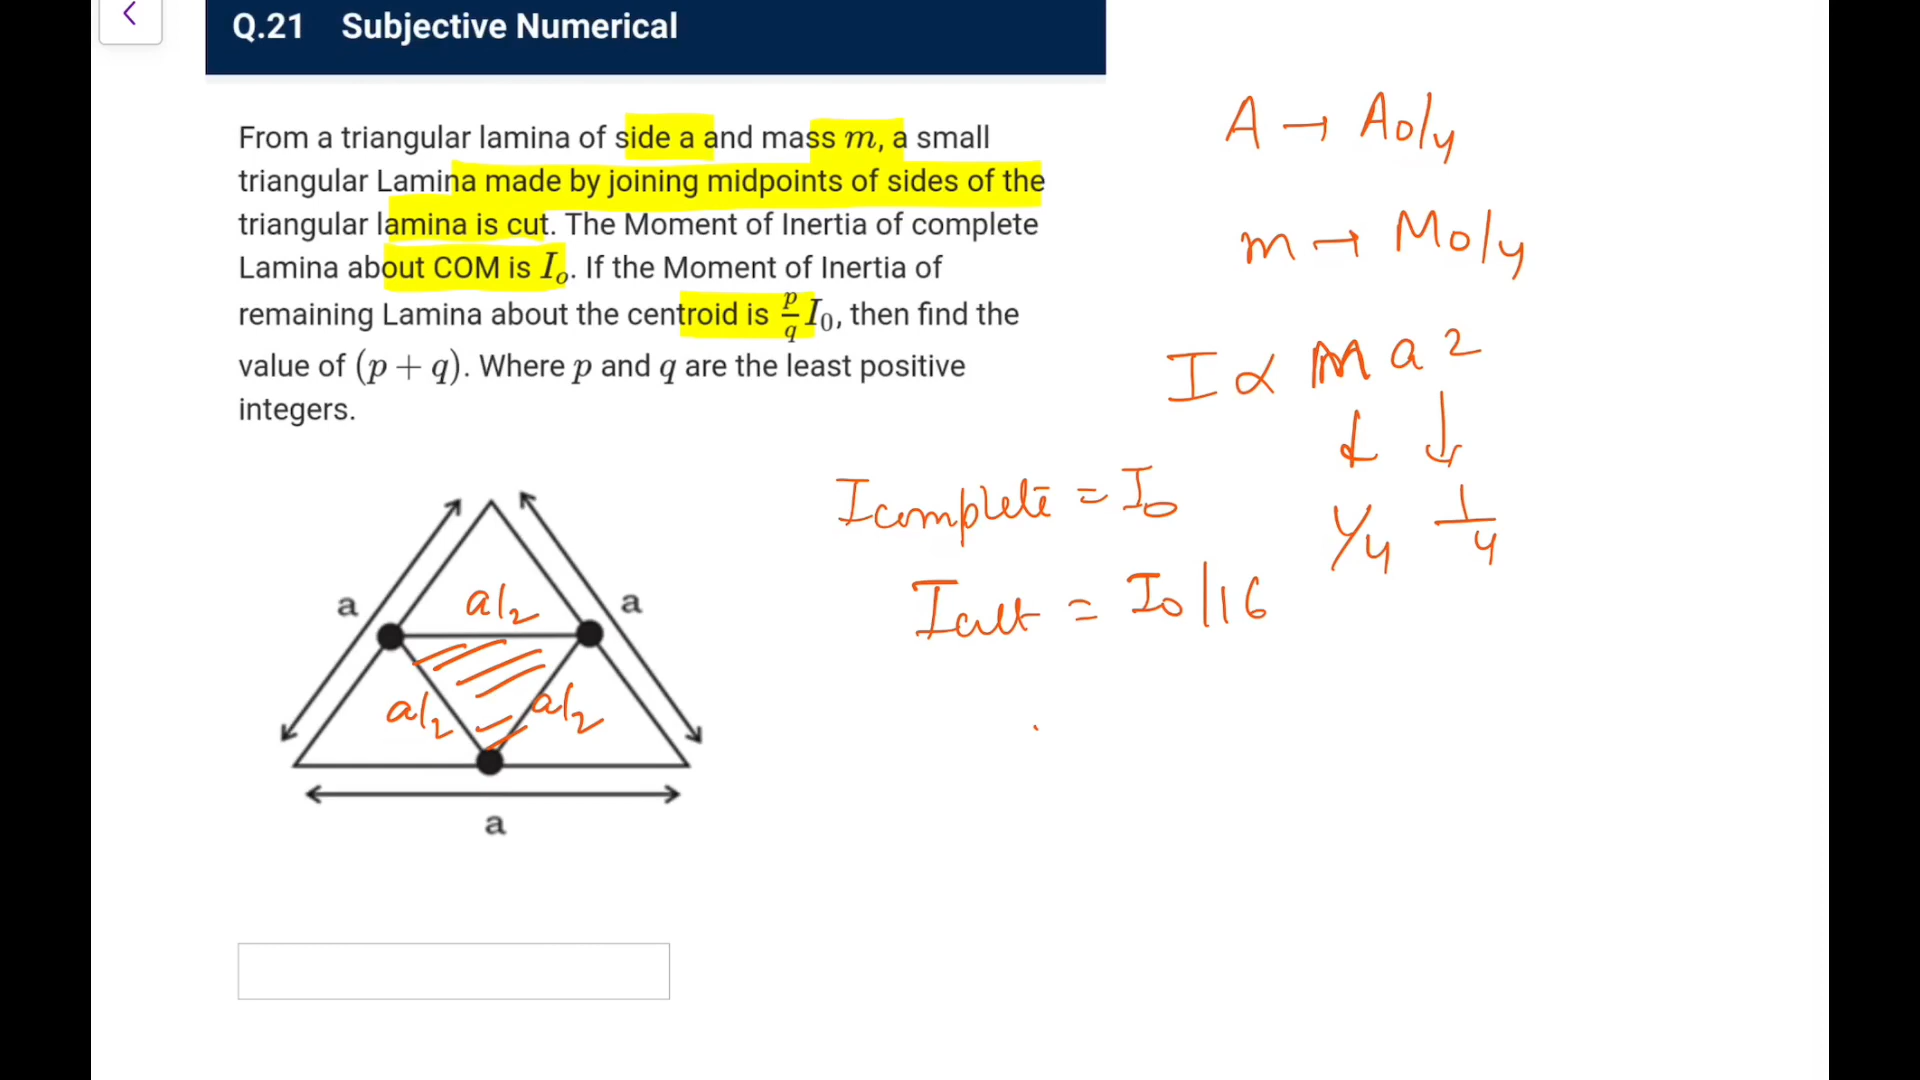 Q.21 Subjective Numerical
From a triangular lamina of side a and mass m, a small
triangular Lamina made by joining midpoints of sides of the
triangular lamina is cut. The Moment of Inertia of complete
Lamina about COM is I_o. If the Moment of Inertia of
remaining Lamina about the centroid is p/q I_0, then find the
value of (p + q). Where p and q are the least positive
integers.
A → A0/4
m → M0/4
I ∝ m a²
1/4 1/4
I complete = I0
I cut = I0/16
a
a
a/2
a/2
a/2
a